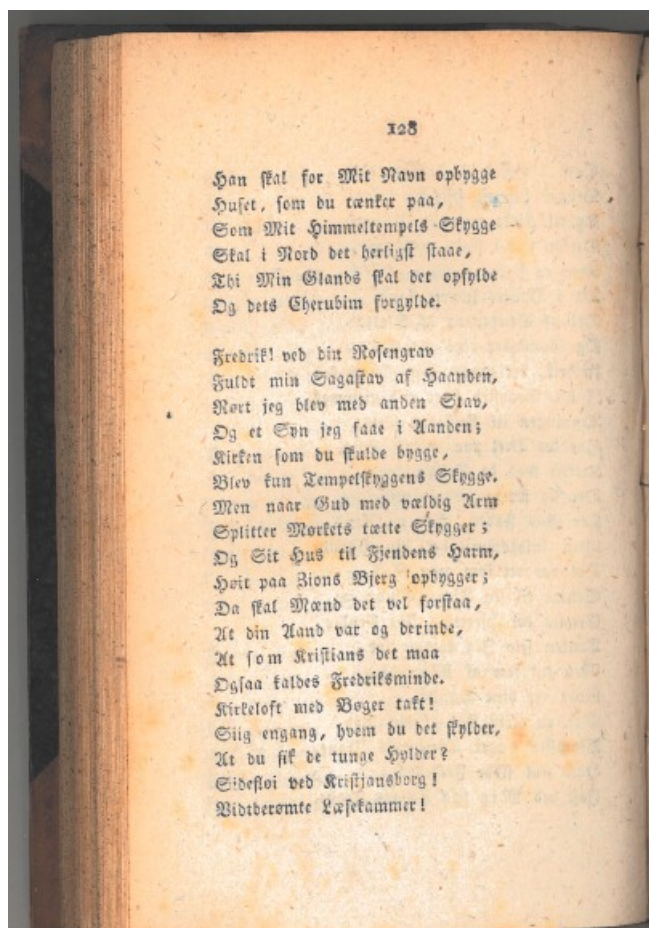 128
Han skal for Mit Navn opbygge
Huset, som du tænker paa,
Som Mit Himmeltempels Skygge
Skal i Nord det herligst staae,
Thi Min Glands skal det opfylde
Og dets Cherubim forgylde.
Fredrik! ved din Rosengrav
Fuldt min Sagastav af Haanden,
Rørt jeg blev med anden Stav,
Og et Syn jeg saae i Aanden;
Kirken som du skulde bygge,
Blev kun Tempelskyggens Skygge.
Men naar Gud med vældig Arm
Splitter Mørkets tætte Skygger;
Og Sit Hus til Fjendens Harm,
Høit paa Zions Bjerg opbygger;
Da skal Mænd det vel forstaa,
At din Aand var og derinde,
At som Kristians det maa
Ogsaa kaldes Fredriksminde.
Kirkeloft med Bøger takt!
Siig engang, hvem du det skylder,
At du fik de tunge Hylder?
Sidefløi ved Kristjansborg!
Vidtberømte Læsekammer!